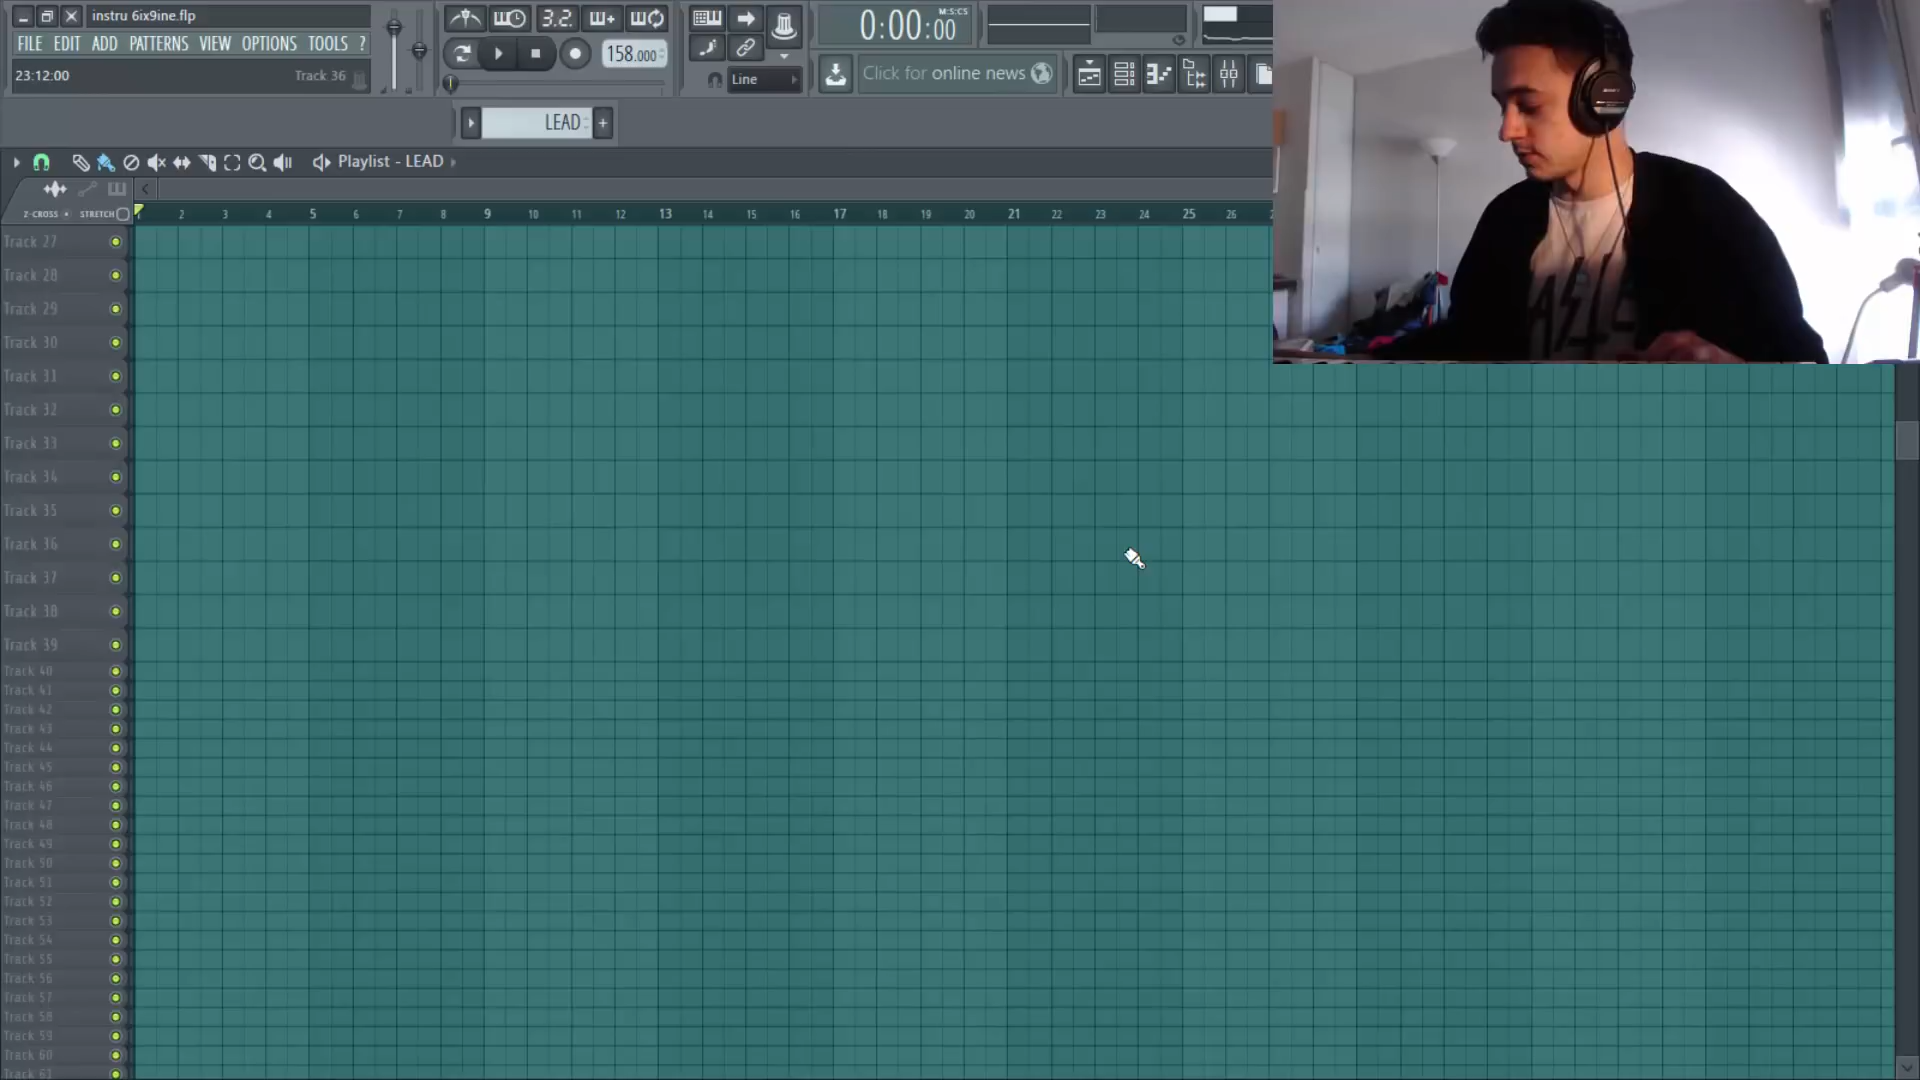 instru 6ix9ine.flp
FILE EDIT ADD PATTERNS VIEW OPTIONS TOOLS ?
23:12:00 Track 36
3.2.
158.000
Line
0:00:00
M:S:CS
Click for online news
LEAD
Playlist - LEAD
Z-CROSS STRETCH
1 2 3 4 5 6 7 8 9 10 11 12 13 14 15 16 17 18 19 20 21 22 23 24 25 26
Track 27
Track 28
Track 29
Track 30
Track 31
Track 32
Track 33
Track 34
Track 35
Track 36
Track 37
Track 38
Track 39
Track 40
Track 41
Track 42
Track 43
Track 44
Track 45
Track 46
Track 47
Track 48
Track 49
Track 50
Track 51
Track 52
Track 53
Track 54
Track 55
Track 56
Track 57
Track 58
Track 59
Track 60
Track 61